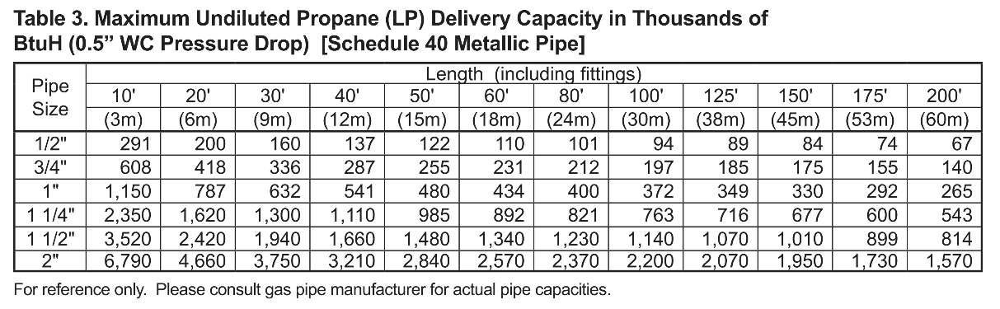 Table 3. Maximum Undiluted Propane (LP) Delivery Capacity in Thousands of
BtuH (0.5” WC Pressure Drop)  [Schedule 40 Metallic Pipe]
Pipe Size Length  (including fittings)
10' 20' 30' 40' 50' 60' 80' 100' 125' 150' 175' 200'
(3m) (6m) (9m) (12m) (15m) (18m) (24m) (30m) (38m) (45m) (53m) (60m)
1/2" 291 200 160 137 122 110 101 94 89 84 74 67
3/4" 608 418 336 287 255 231 212 197 185 175 155 140
1" 1,150 787 632 541 480 434 400 372 349 330 292 265
1 1/4" 2,350 1,620 1,300 1,110 985 892 821 763 716 677 600 543
1 1/2" 3,520 2,420 1,940 1,660 1,480 1,340 1,230 1,140 1,070 1,010 899 814
2" 6,790 4,660 3,750 3,210 2,840 2,570 2,370 2,200 2,070 1,950 1,730 1,570
For reference only.  Please consult gas pipe manufacturer for actual pipe capacities.